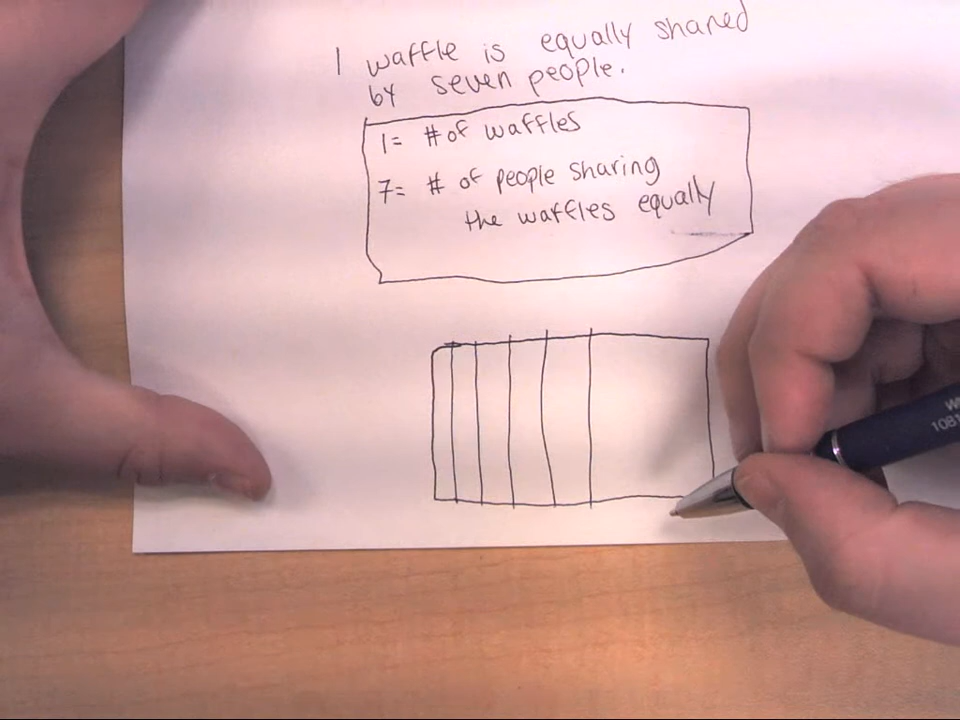 1 waffle is equally shared
by seven people.
1= # of waffles
7= # of people sharing
the waffles equally